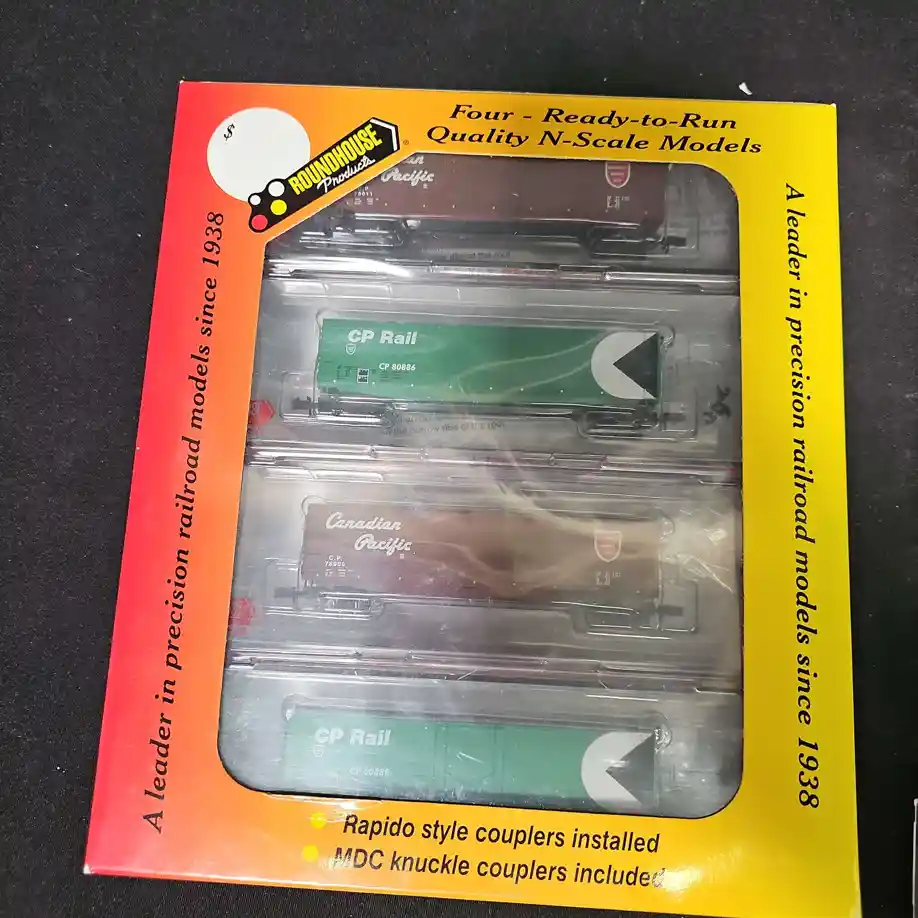 $
ROUNDHOUSE
Products
®
Four - Ready-to-Run
Quality N-Scale Models
A leader in precision railroad models since 1938
A leader in precision railroad models since 1938
Pacific
CP Rail
CP 80886
Canadian
Pacific
C.P.
CP Rail
Rapido style couplers installed
MDC knuckle couplers included